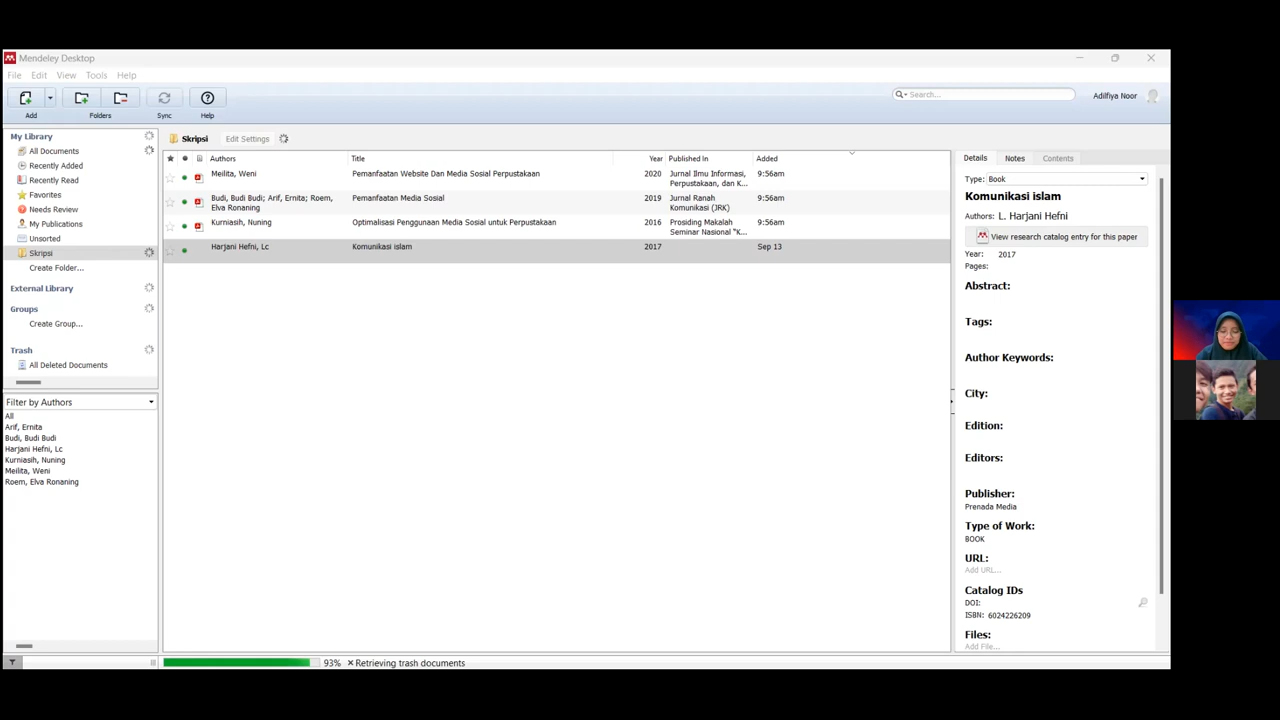 Mendeley Desktop
File Edit View Tools Help
Add Folders Sync Help
Search...
Adilfiya Noor
My Library
All Documents
Recently Added
Recently Read
Favorites
Needs Review
My Publications
Unsorted
Skripsi
Create Folder...
External Library
Groups
Create Group...
Trash
All Deleted Documents
Filter by Authors
All
Arif, Ernita
Budi, Budi Budi
Harjani Hefni, Lc
Kurniasih, Nuning
Meilita, Weni
Roem, Elva Ronaning
Skripsi Edit Settings
Authors Title Year Published In Added
Meilita, Weni Pemanfaatan Website Dan Media Sosial Perpustakaan 2020 Jurnal Ilmu Informasi, 9:56am
Perpustakaan, dan K...
Budi, Budi Budi; Arif, Ernita; Roem, Pemanfaatan Media Sosial 2019 Jurnal Ranah 9:56am
Elva Ronaning Komunikasi (JRK)
Kurniasih, Nuning Optimalisasi Penggunaan Media Sosial untuk Perpustakaan 2016 Prosiding Makalah 9:56am
Seminar Nasional "K...
Harjani Hefni, Lc Komunikasi islam 2017 Sep 13
93% Retrieving trash documents
Details Notes Contents
Type: Book
Komunikasi islam
Authors: L. Harjani Hefni
View research catalog entry for this paper
Year: 2017
Pages:
Abstract:
Tags:
Author Keywords:
City:
Edition:
Editors:
Publisher:
Prenada Media
Type of Work:
BOOK
URL:
Add URL...
Catalog IDs
DOI:
ISBN: 6024226209
Files:
Add File...